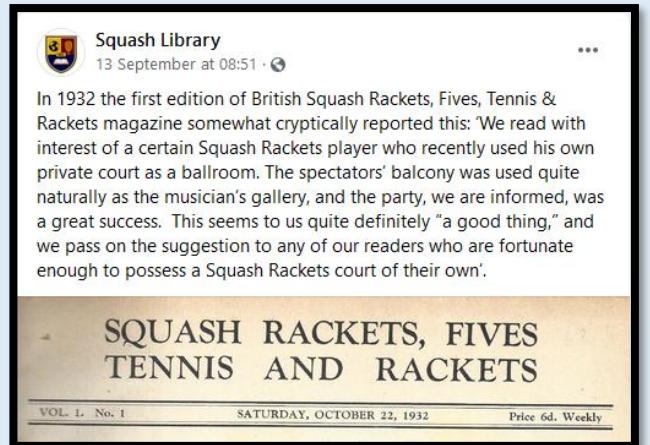 Squash Library
13 September at 08:51 ·
In 1932 the first edition of British Squash Rackets, Fives, Tennis &
Rackets magazine somewhat cryptically reported this: 'We read with
interest of a certain Squash Rackets player who recently used his own
private court as a ballroom. The spectators' balcony was used quite
naturally as the musician's gallery, and the party, we are informed, was
a great success.  This seems to us quite definitely "a good thing," and
we pass on the suggestion to any of our readers who are fortunate
enough to possess a Squash Rackets court of their own'.
SQUASH RACKETS, FIVES
TENNIS AND RACKETS
VOL. 1. No. 1 SATURDAY, OCTOBER 22, 1932 Price 6d. Weekly